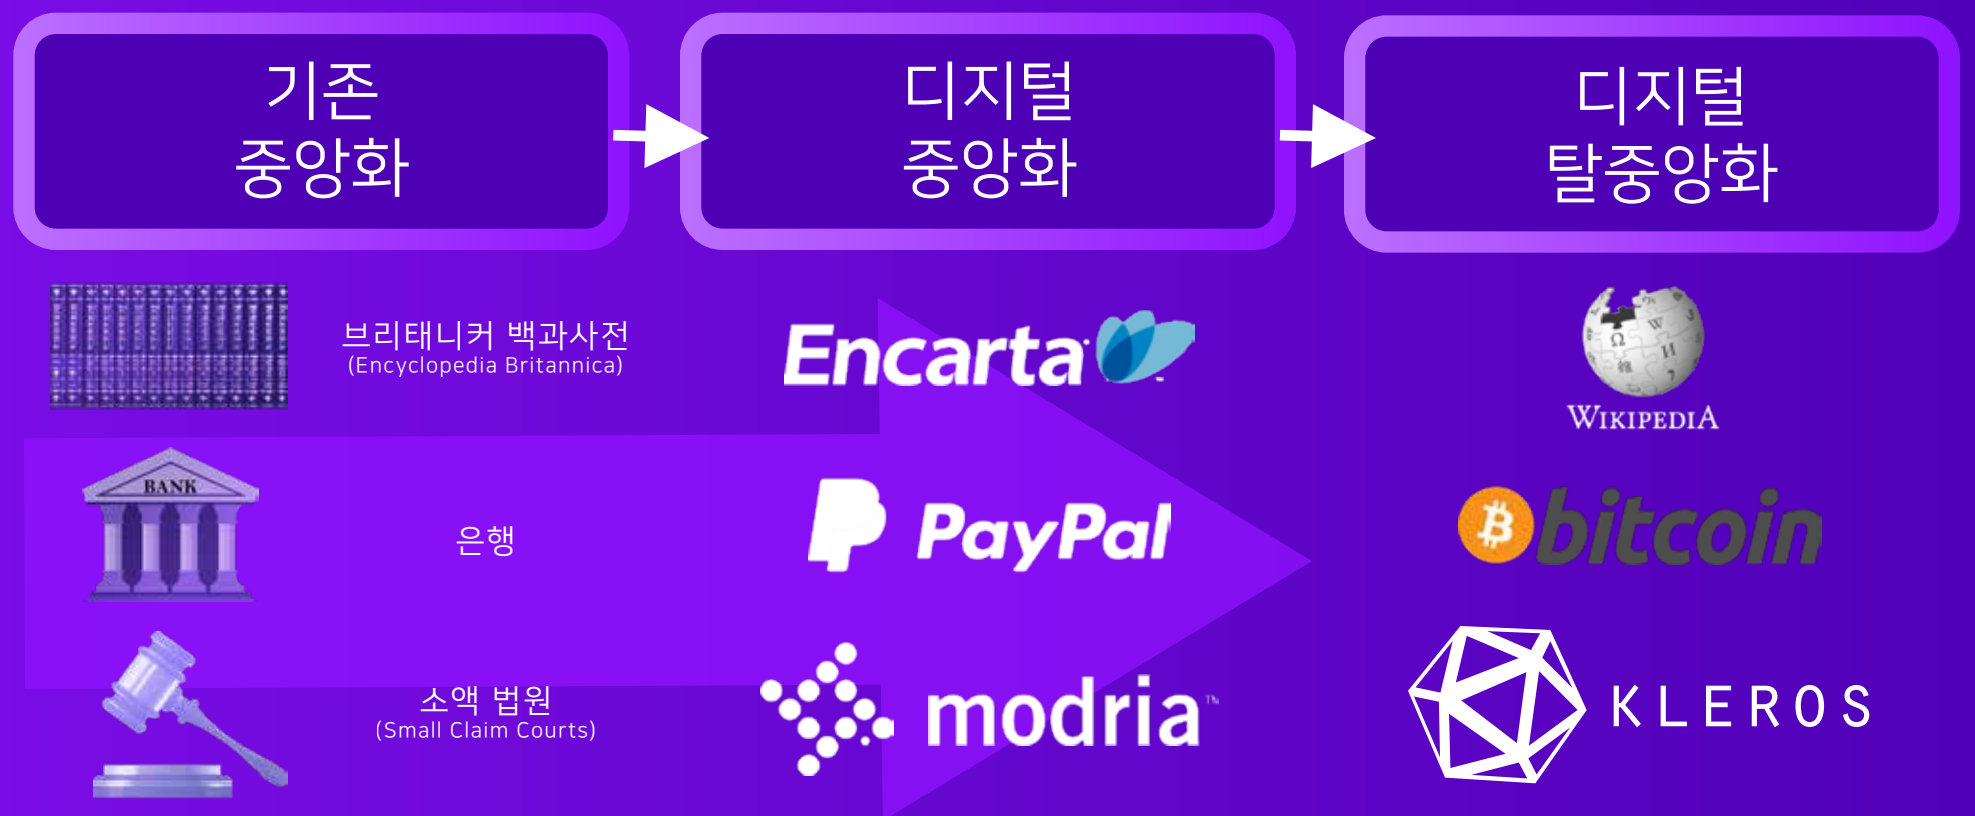 기존
중앙화
디지털
중앙화
디지털
탈중앙화
브리태니커 백과사전
(Encyclopedia Britannica)
Encarta
WIKIPEDIA
BANK
은행
PayPal
bitcoin
소액 법원
(Small Claim Courts)
modria™
KLEROS